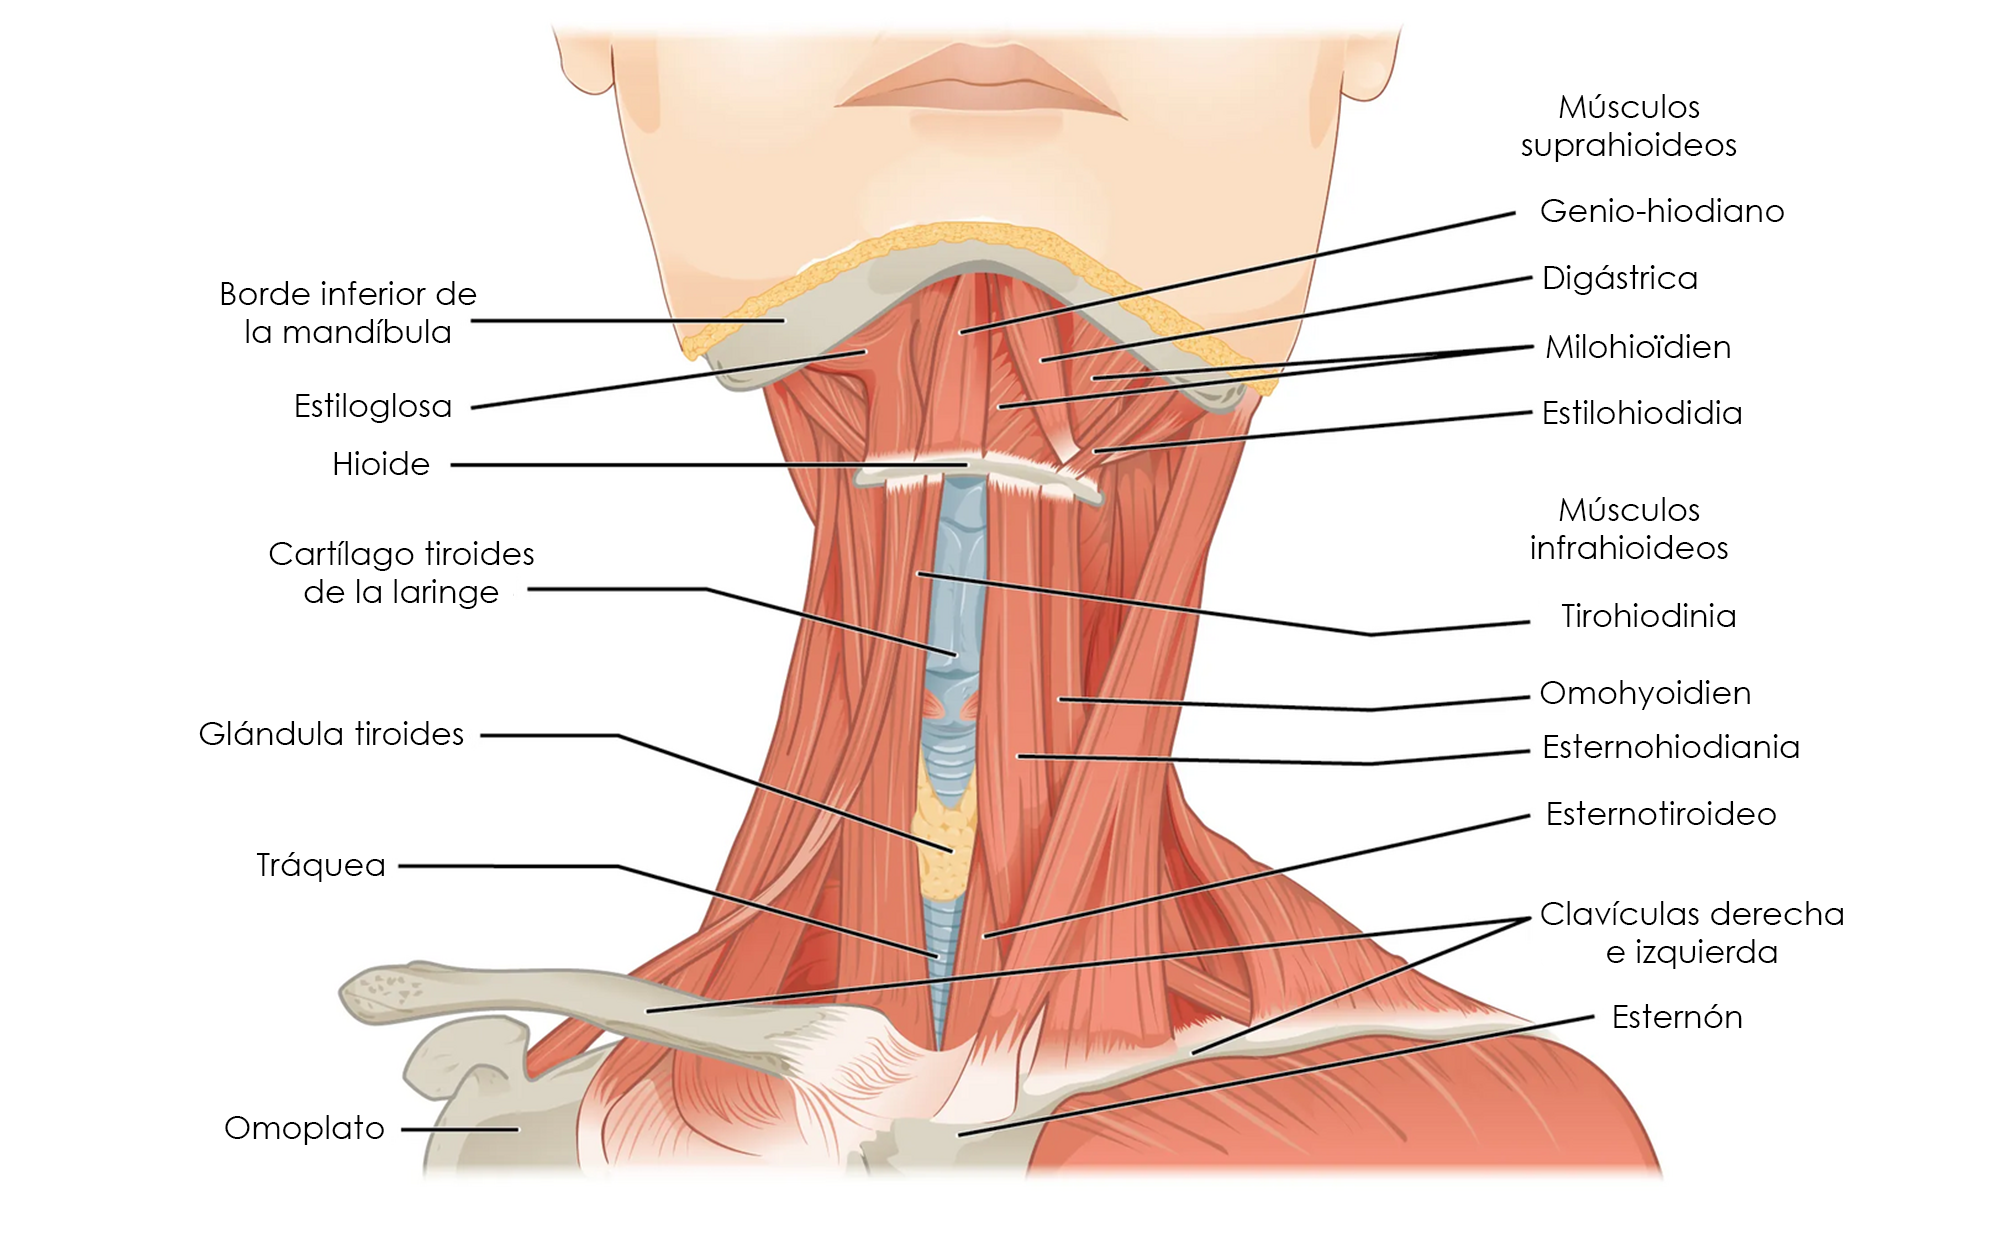 Borde inferior de
la mandíbula
Estiloglosa
Hioide
Cartílago tiroides
de la laringe
Glándula tiroides
Tráquea
Omoplato
Músculos
suprahioideos
Genio-hiodiano
Digástrica
Milohioïdien
Estilohiodidia
Músculos
infrahioideos
Tirohiodinia
Omohyoidien
Esternohiodiania
Esternotiroideo
Clavículas derecha
e izquierda
Esternón